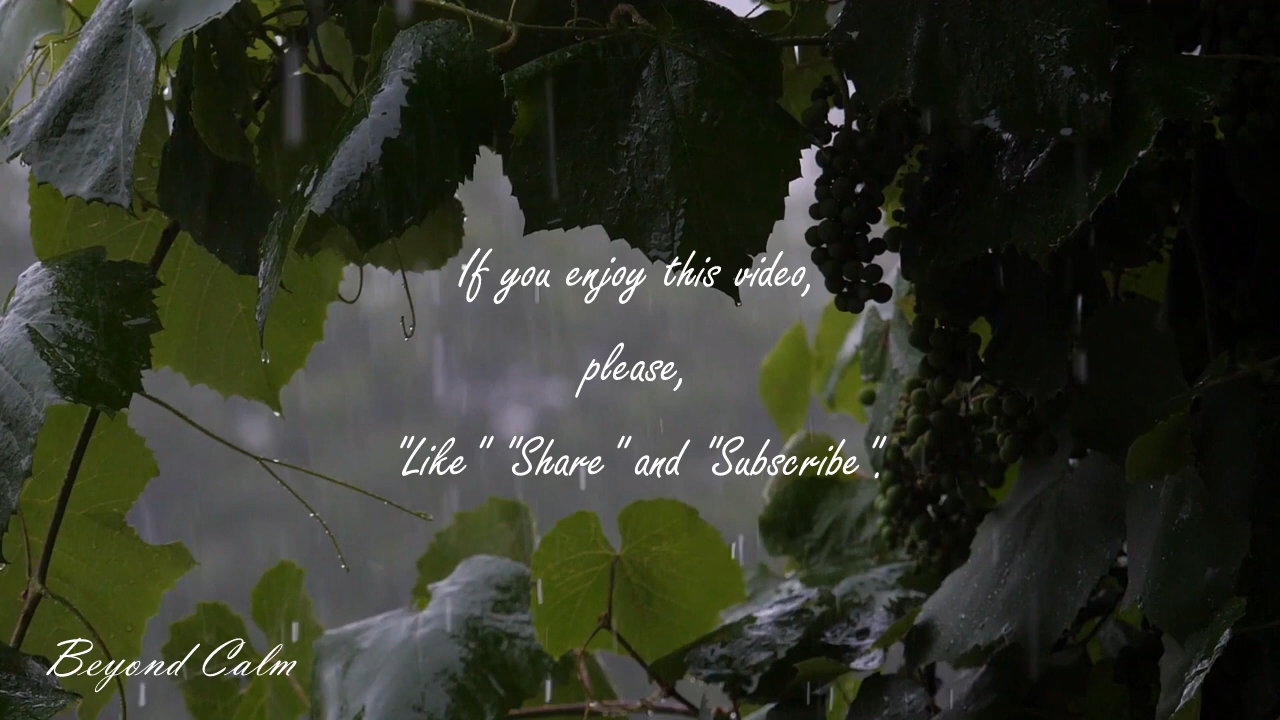 If you enjoy this video,
please,
"Like" "Share" and "Subscribe".
Beyond Calm